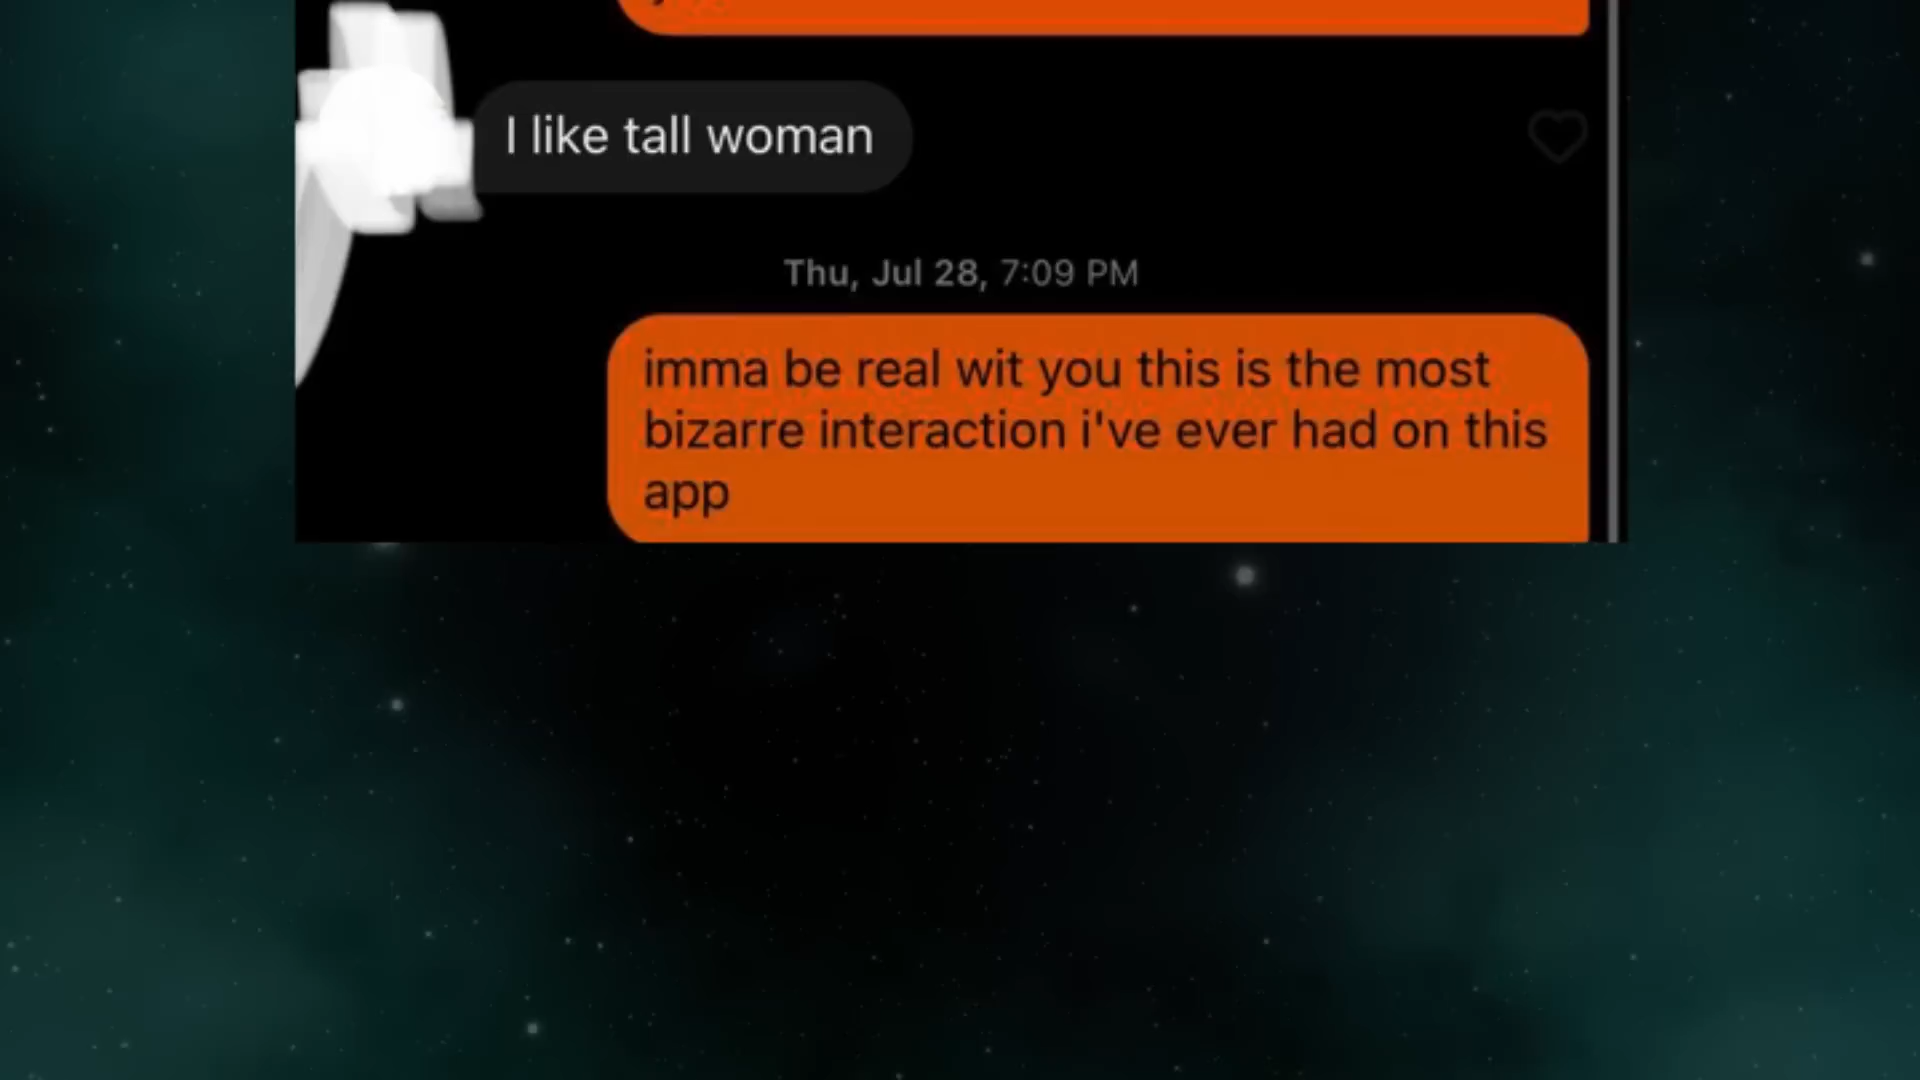 I like tall woman
Thu, Jul 28, 7:09 PM
imma be real wit you this is the most
bizarre interaction i've ever had on this
app